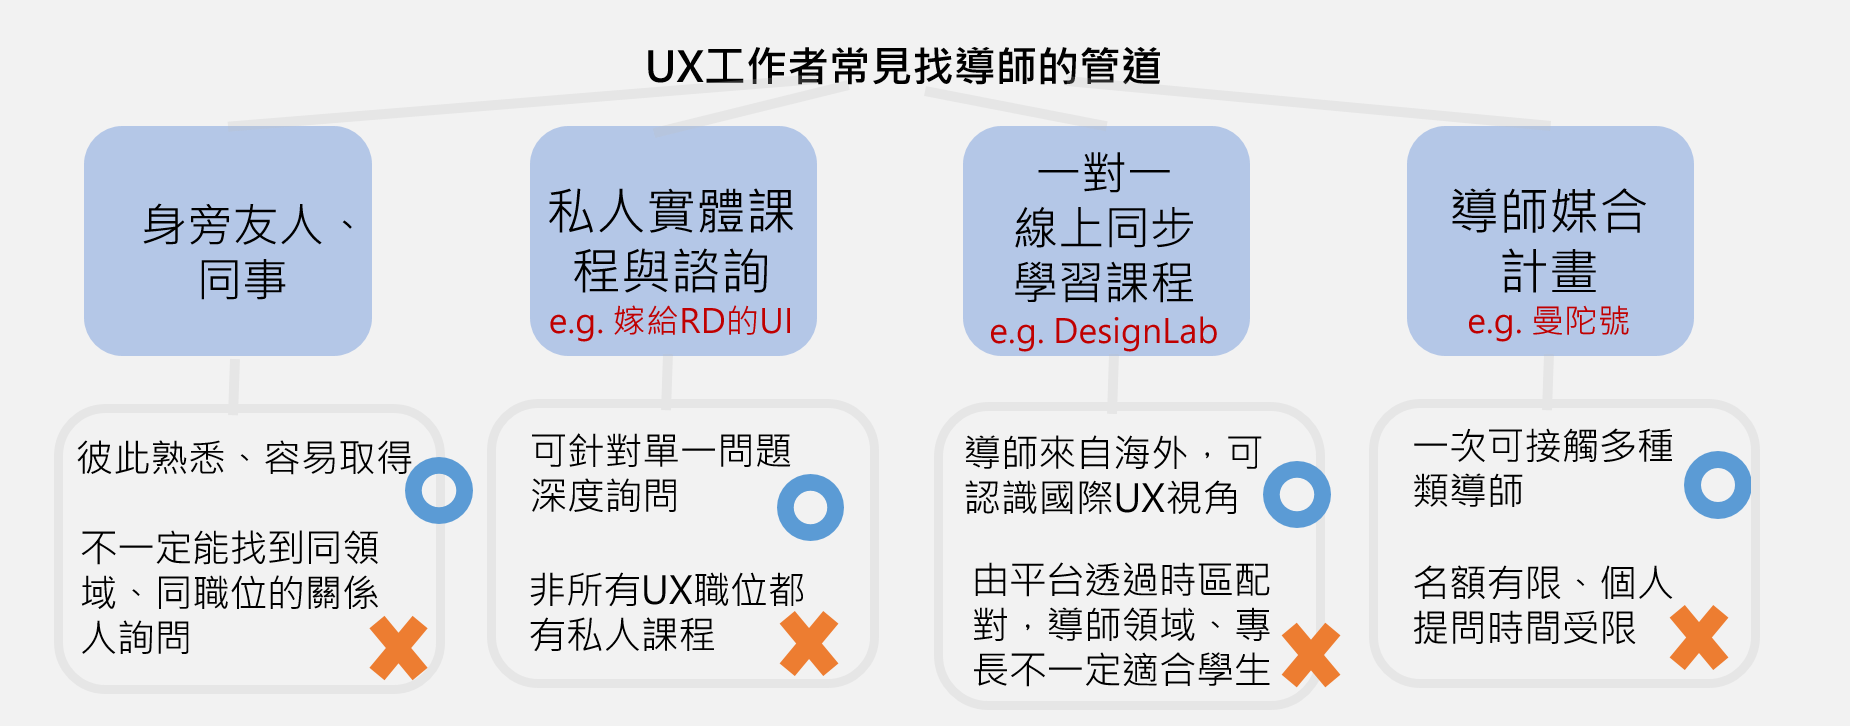 UX工作者常見找導師的管道
身旁友人、
同事
彼此熟悉、容易取得
不一定能找到同領
域、同職位的關係
人詢問
私人實體課
程與諮詢
e.g. 嫁給RD的UI
可針對單一問題
深度詢問
非所有UX職位都
有私人課程
一對一
線上同步
學習課程
e.g. DesignLab
導師來自海外，可
認識國際UX視角
由平台透過時區配
對，導師領域、專
長不一定適合學生
導師媒合
計畫
e.g. 曼陀號
一次可接觸多種
類導師
名額有限、個人
提問時間受限